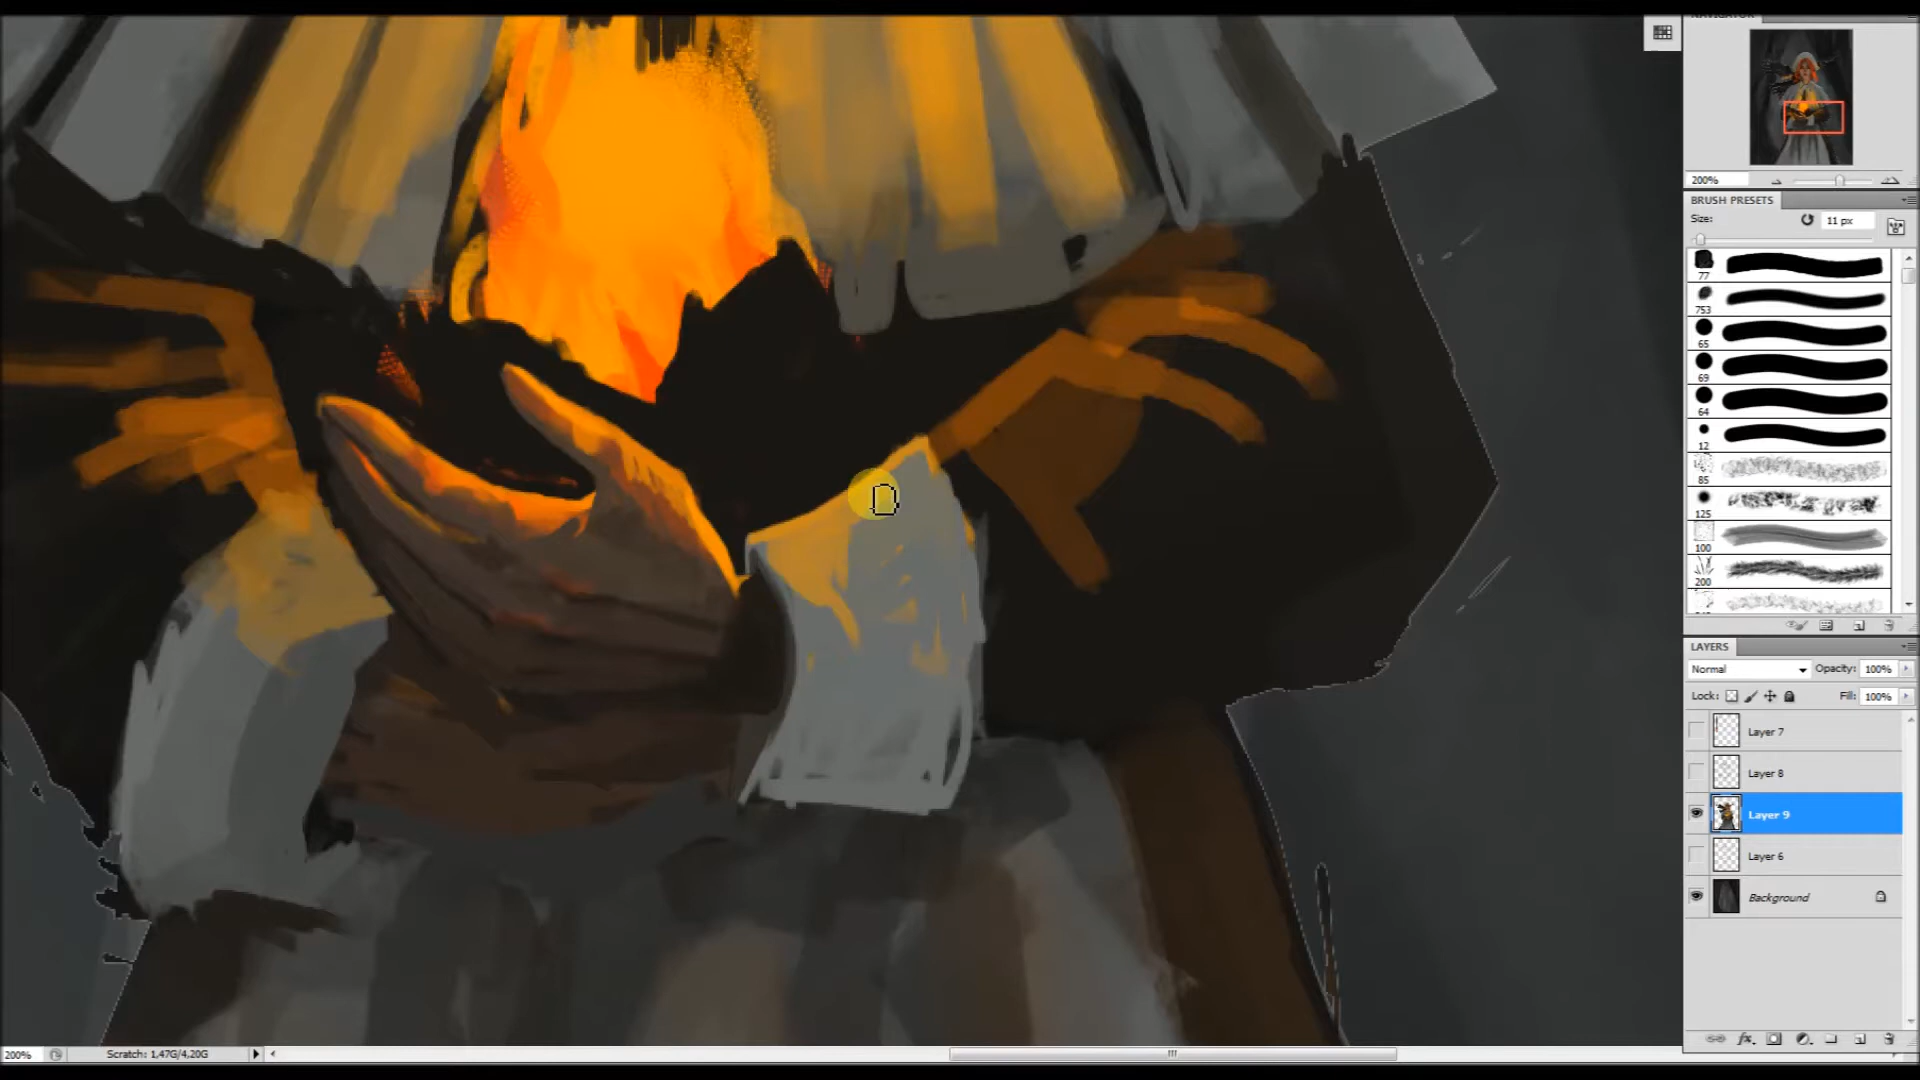 NAVIGATOR
200%
BRUSH PRESETS
Size:
11 px
77
753
65
69
64
12
85
125
100
200
LAYERS
Normal
Opacity: 100%
Lock:
Fill: 100%
Layer 7
Layer 8
Layer 9
Layer 6
Background
fx.
200%
Scratch: 1,47G/4,20G